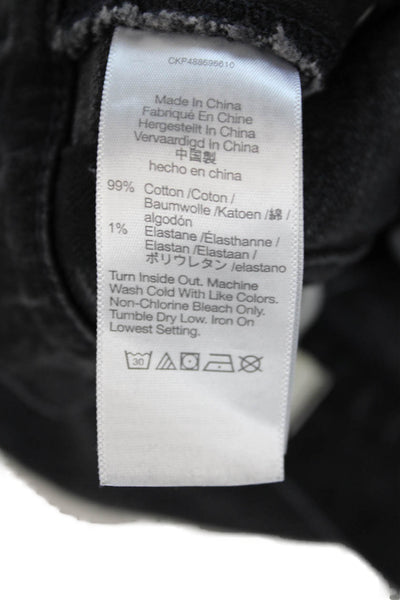 CKP488696610
Made In China
Fabriqué En Chine
Hergestellt In China
Vervaardigd in China
中国製
hecho en china
99% Cotton /Coton /
Baumwolle /Katoen /綿 /
algodón
1% Elastane /Élasthanne /
Elastan /Elastaan /
ポリウレタン /elastano
Turn Inside Out. Machine
Wash Cold With Like Colors.
Non-Chlorine Bleach Only.
Tumble Dry Low. Iron On
Lowest Setting.
30